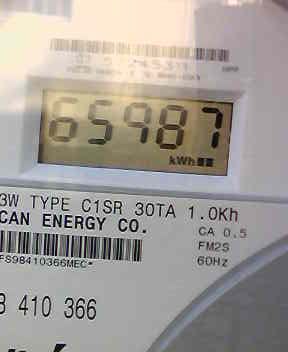 65987
kWh
3W TYPE C1SR 30TA 1.0Kh
CAN ENERGY CO.
CA 0.5
FM2S
60Hz
FS98410366MEC*
8 410 366